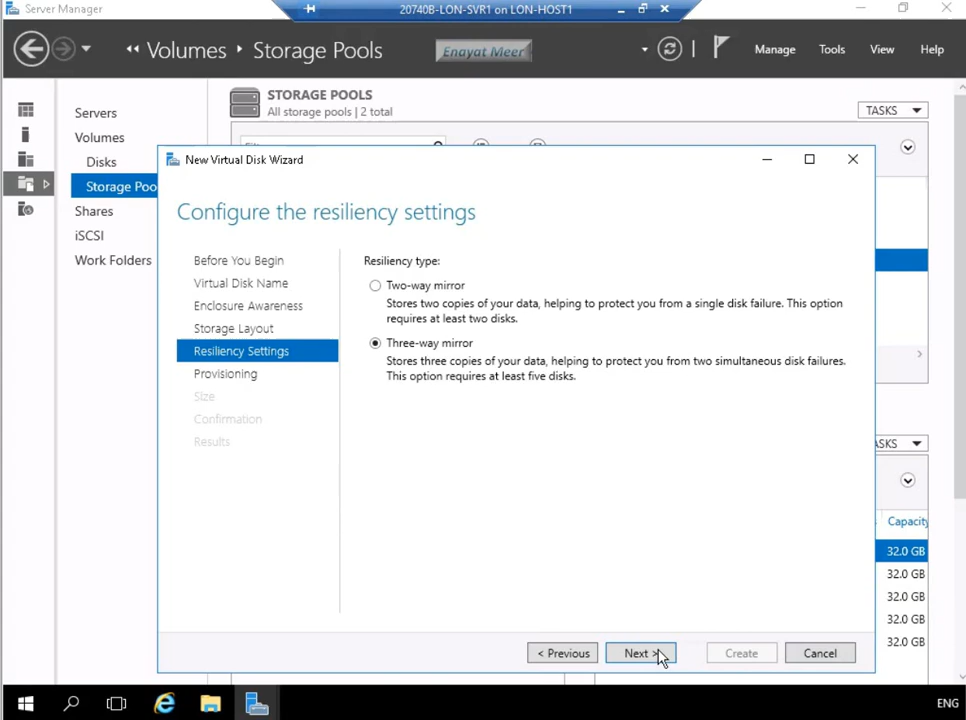 Server Manager
20740B-LON-SVR1 on LON-HOST1
Volumes
Storage Pools
Enayat Meer
Manage
Tools
View
Help
Servers
Volumes
Disks
Storage Poo
Shares
iSCSI
Work Folders
STORAGE POOLS
All storage pools | 2 total
TASKS
New Virtual Disk Wizard
Configure the resiliency settings
Before You Begin
Virtual Disk Name
Enclosure Awareness
Storage Layout
Resiliency Settings
Provisioning
Size
Confirmation
Results
Resiliency type:
Two-way mirror
Stores two copies of your data, helping to protect you from a single disk failure. This option
requires at least two disks.
Three-way mirror
Stores three copies of your data, helping to protect you from two simultaneous disk failures.
This option requires at least five disks.
< Previous
Next >
Create
Cancel
ASKS
Capacity
32.0 GB
32.0 GB
32.0 GB
32.0 GB
32.0 GB
ENG